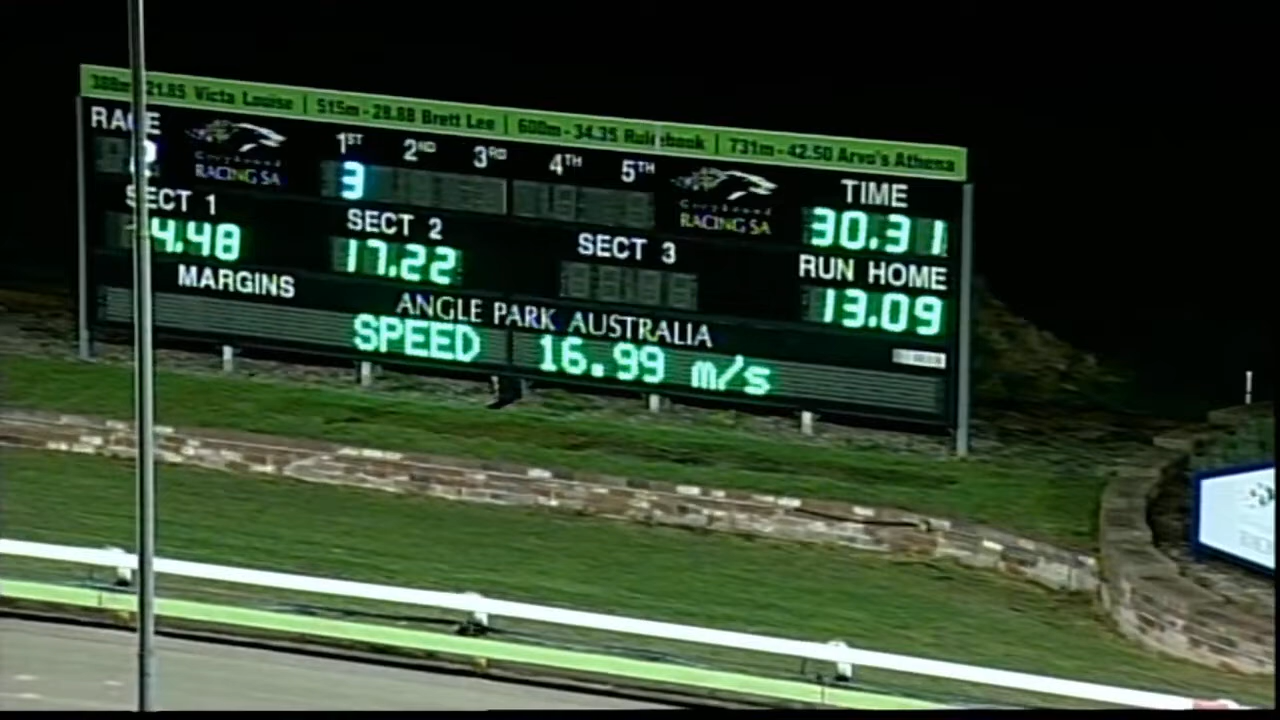 388m - 21.85 Victa Louise | 515m - 28.88 Brett Lee | 600m - 34.35 Rulebook | 731m - 42.50 Arvo's Athena
RACE
Greyhound
RACING SA
1ST 2ND 3RD 4TH 5TH
3
Greyhound
RACING SA
TIME
30.31
SECT 1
4.48
SECT 2
17.22
SECT 3
RUN HOME
13.09
MARGINS
ANGLE PARK AUSTRALIA
SPEED 16.99 m/s